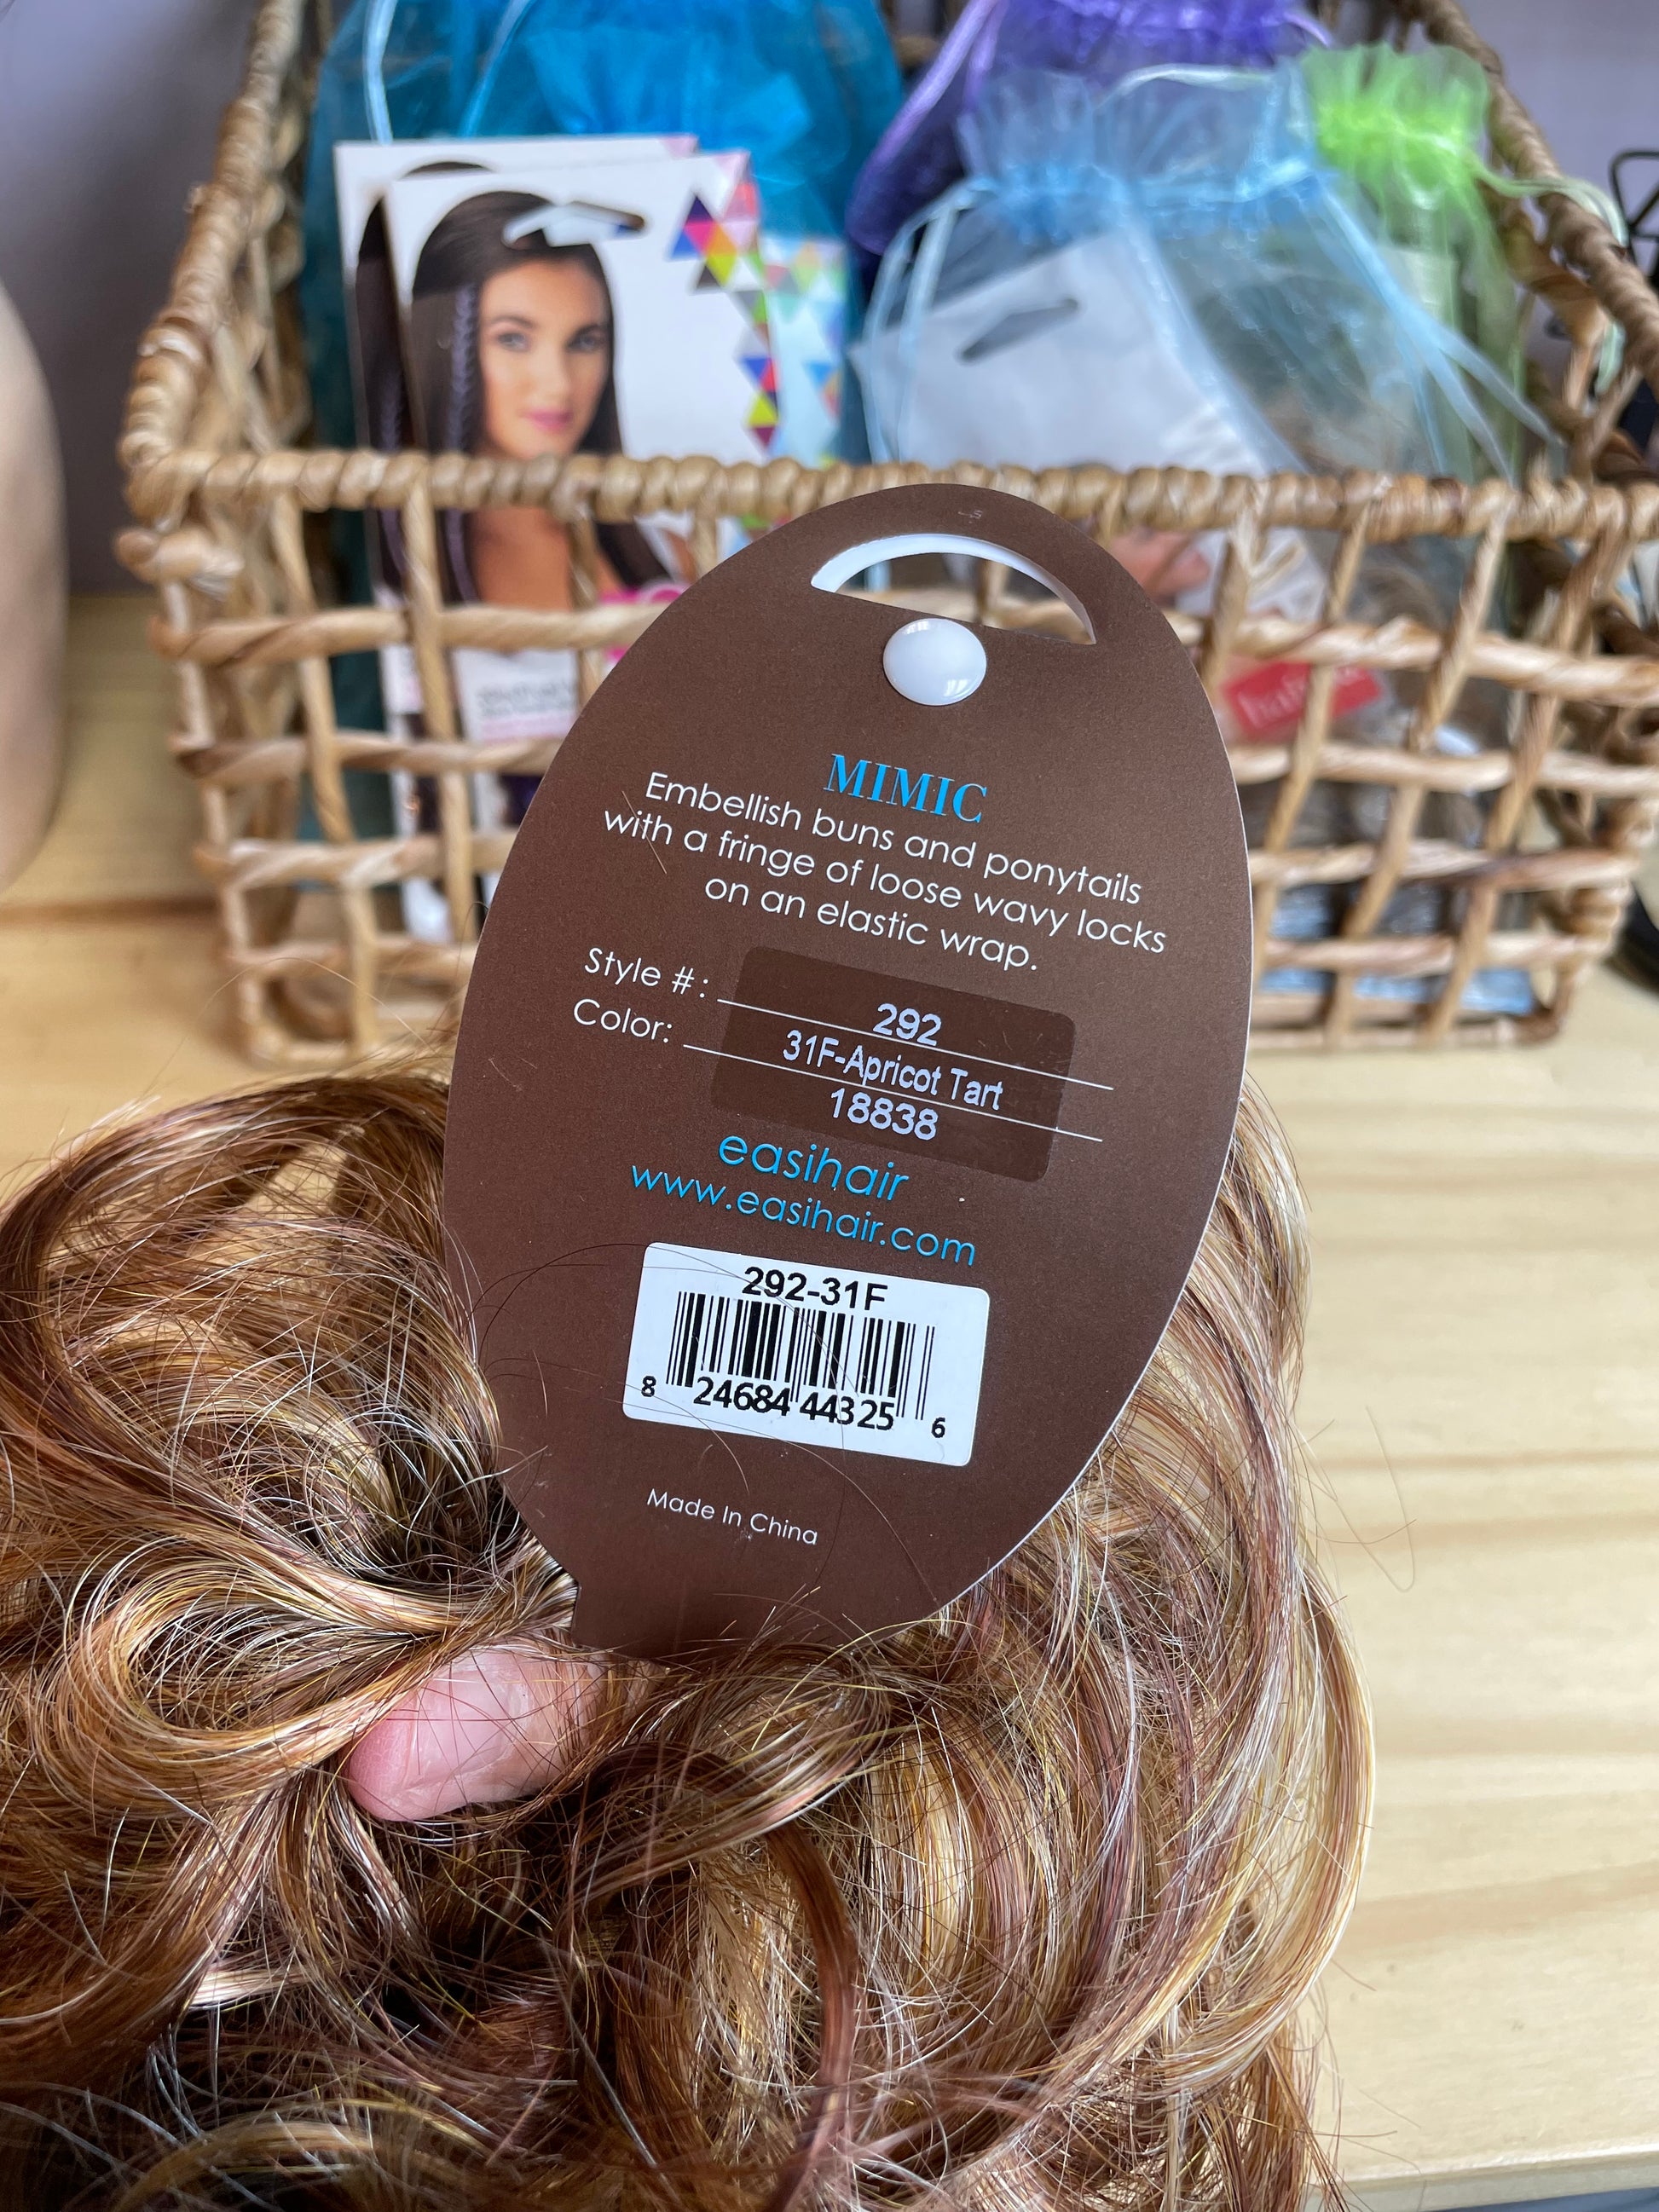 MIMIC
Embellish buns and ponytails
with a fringe of loose wavy locks
on an elastic wrap.
Style #: 292
Color: 31F-Apricot Tart
18838
easihair
www.easihair.com
292-31F
8 24684 44325 6
Made In China